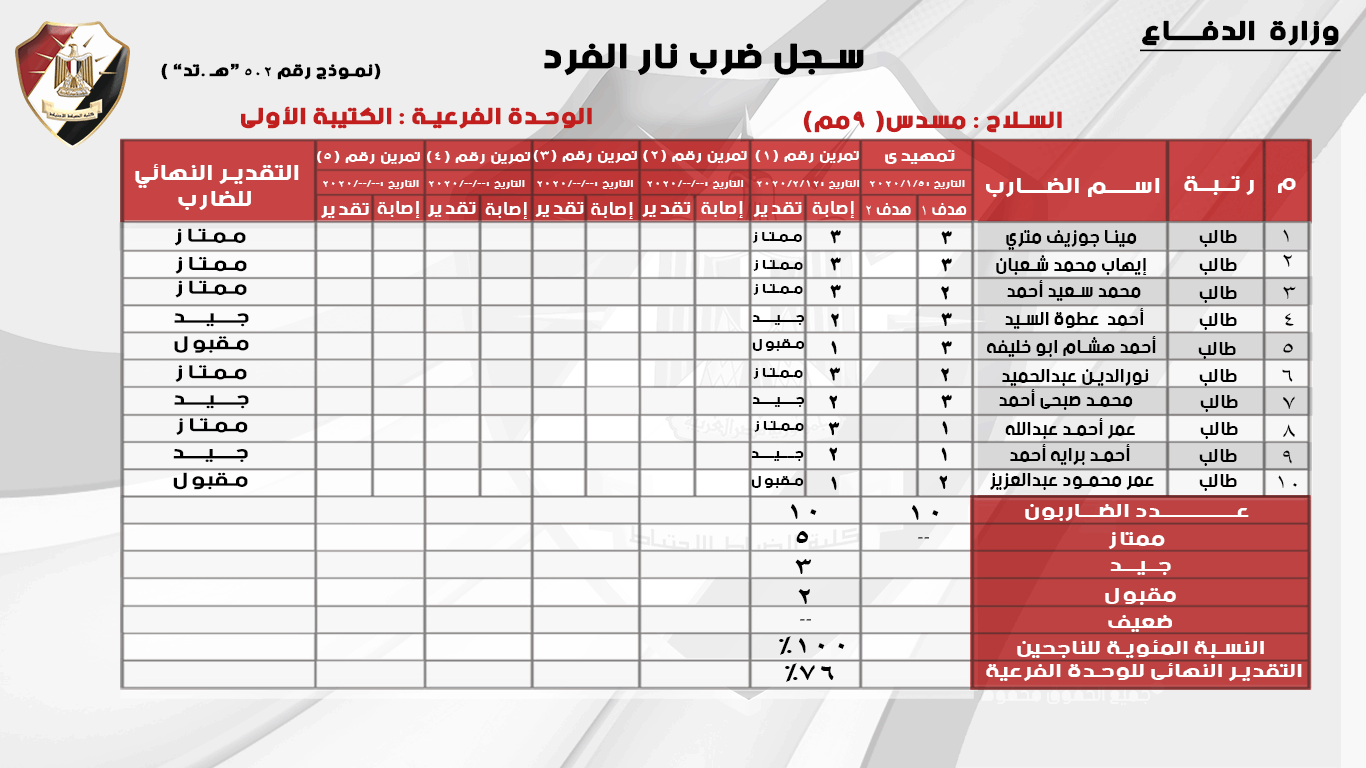 وزارة الدفاع
سجل ضرب نار الفرد
(نموذج رقم ٥٠٢ ”هـ .تد“ )
السلاح : مسدس( ٩مم)
الوحدة الفرعية : الكتيبة الأولى
م رتبة اسم الضارب تمهيدى تمرين رقم (١) تمرين رقم (٢) تمرين رقم (٣) تمرين رقم (٤) تمرين رقم (٥) التقدير النهائي للضارب
التاريخ :٢٠٢٠/١/٥ التاريخ :٢٠٢٠/٢/١٢ التاريخ :--/--/٢٠٢٠ التاريخ :--/--/٢٠٢٠ التاريخ :--/--/٢٠٢٠ التاريخ :--/--/٢٠٢٠
هدف ١ هدف ٢ إصابة تقدير إصابة تقدير إصابة تقدير إصابة تقدير إصابة تقدير
١ طالب مينا جوزيف متري ٣ ٣ ممتاز ممتاز
٢ طالب إيهاب محمد شعبان ٣ ٣ ممتاز ممتاز
٣ طالب محمد سعيد أحمد ٢ ٣ ممتاز ممتاز
٤ طالب أحمد عطوة السيد ٣ ٢ جيد جيد
٥ طالب أحمد هشام ابو خليفه ٣ ١ مقبول مقبول
٦ طالب نورالدين عبدالحميد ٢ ٣ ممتاز ممتاز
٧ طالب محمد صبحى أحمد ٣ ٢ جيد جيد
٨ طالب عمر أحمد عبدالله ١ ٣ ممتاز ممتاز
٩ طالب أحمد برايه أحمد ١ ٢ جيد جيد
١٠ طالب عمر محمود عبدالعزيز ٢ ١ مقبول مقبول
عدد الضاربون ١٠ ١٠
ممتاز -- ٥
جيد ٣
مقبول ٢
ضعيف --
النسبة المئوية للناجحين ١٠٠٪
التقدير النهائى للوحدة الفرعية ٧٦٪
كلية الضباط الاحتياط